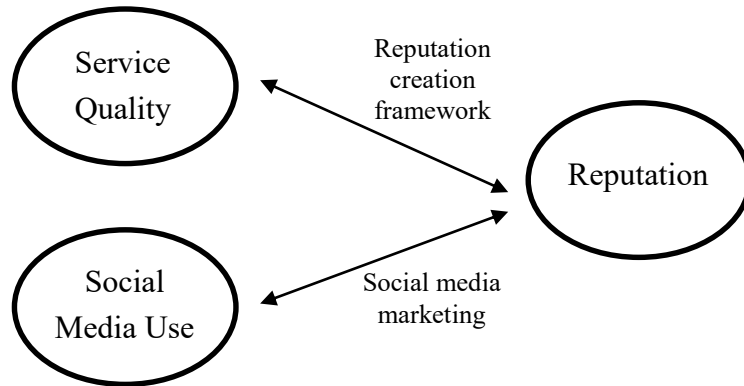 Service
Quality
Reputation
creation
framework
Reputation
Social
Media Use
Social media
marketing